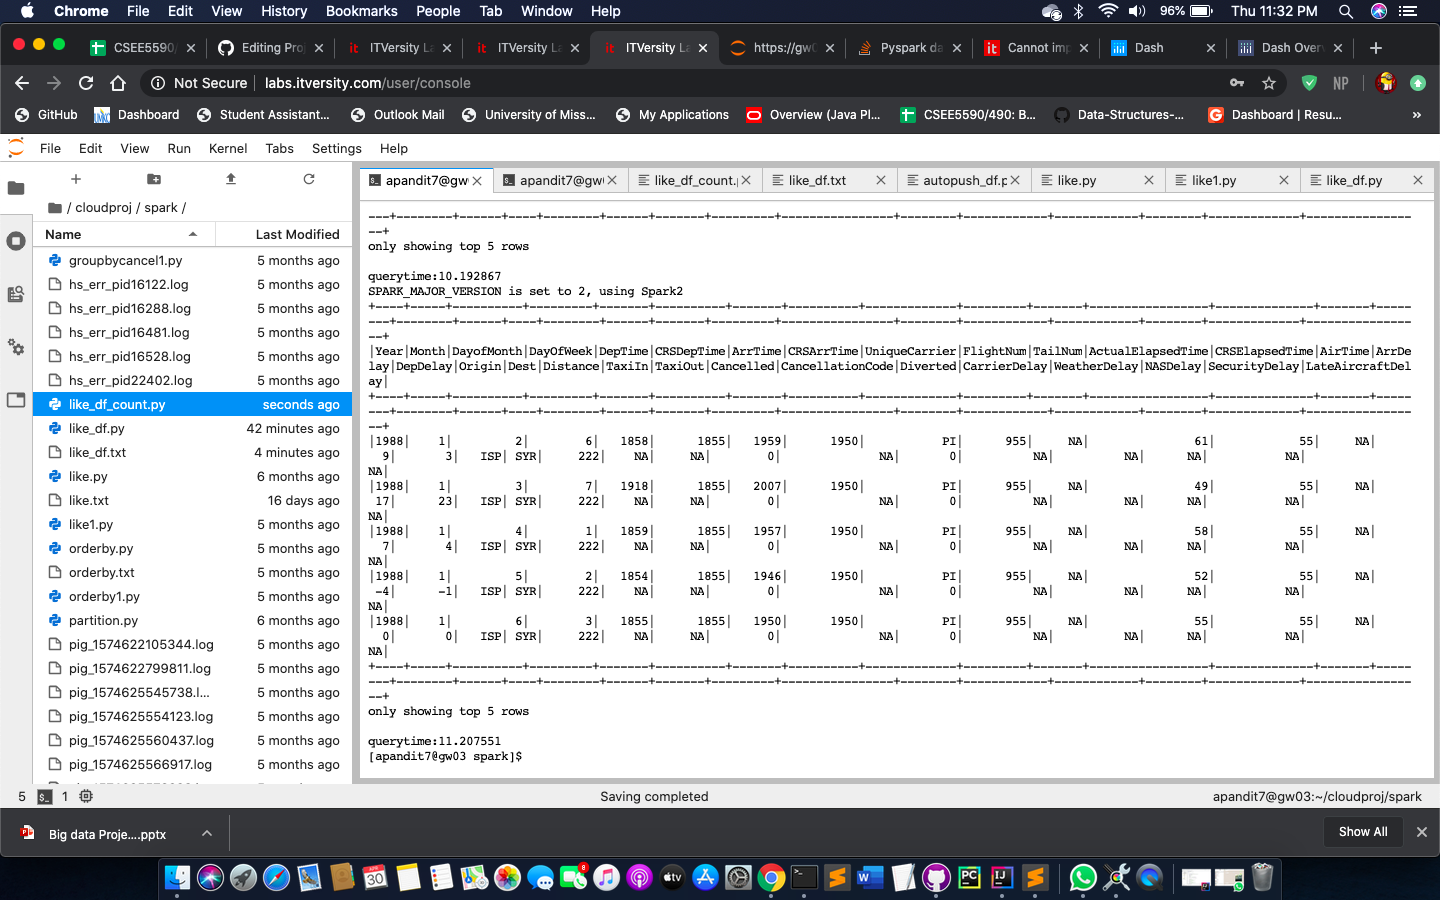 Chrome File Edit View History Bookmarks People Tab Window Help 96% Thu 11:32 PM
CSEE5590/ Editing Pro ITVersity La ITVersity La ITVersity La https://gw Pyspark da Cannot imp Dash Dash Over
Not Secure labs.itversity.com/user/console NP
GitHub Dashboard Student Assistant... Outlook Mail University of Miss... My Applications Overview (Java Pl... CSEE5590/490: B... Data-Structures-... Dashboard | Resu... »
File Edit View Run Kernel Tabs Settings Help
apandit7@gw apandit7@gw like_df_count. like_df.txt autopush_df.p like.py like1.py like_df.py
/ cloudproj / spark /
Name Last Modified
groupbycancel1.py 5 months ago
hs_err_pid16122.log 5 months ago
hs_err_pid16288.log 5 months ago
hs_err_pid16481.log 5 months ago
hs_err_pid16528.log 5 months ago
hs_err_pid22402.log 5 months ago
like_df_count.py seconds ago
like_df.py 42 minutes ago
like_df.txt 4 minutes ago
like.py 6 months ago
like.txt 16 days ago
like1.py 5 months ago
orderby.py 5 months ago
orderby.txt 5 months ago
orderby1.py 5 months ago
partition.py 6 months ago
pig_1574622105344.log 5 months ago
pig_1574622799811.log 5 months ago
pig_1574625545738.l... 5 months ago
pig_1574625554123.log 5 months ago
pig_1574625560437.log 5 months ago
pig_1574625566917.log 5 months ago
---+--------+------+----+--------+------+-------+---------+----------------+--------+------------+------------+--------+-------------+---------------
--+
only showing top 5 rows
querytime:10.192867
SPARK_MAJOR_VERSION is set to 2, using Spark2
+----+-----+----------+---------+-------+----------+-------+----------+-------------+---------+-------+-----------------+--------------+-------+-----
---+--------+------+----+--------+------+-------+---------+----------------+--------+------------+------------+--------+-------------+---------------
--+
|Year|Month|DayofMonth|DayOfWeek|DepTime|CRSDepTime|ArrTime|CRSArrTime|UniqueCarrier|FlightNum|TailNum|ActualElapsedTime|CRSElapsedTime|AirTime|ArrDe
lay|DepDelay|Origin|Dest|Distance|TaxiIn|TaxiOut|Cancelled|CancellationCode|Diverted|CarrierDelay|WeatherDelay|NASDelay|SecurityDelay|LateAircraftDel
ay|
+----+-----+----------+---------+-------+----------+-------+----------+-------------+---------+-------+-----------------+--------------+-------+-----
---+--------+------+----+--------+------+-------+---------+----------------+--------+------------+------------+--------+-------------+---------------
--+
|1988| 1| 2| 6| 1858| 1855| 1959| 1950| PI| 955| NA| 61| 55| NA|
9| 3| ISP| SYR| 222| NA| NA| 0| NA| 0| NA| NA| NA| NA|
NA|
|1988| 1| 3| 7| 1918| 1855| 2007| 1950| PI| 955| NA| 49| 55| NA|
17| 23| ISP| SYR| 222| NA| NA| 0| NA| 0| NA| NA| NA| NA|
NA|
|1988| 1| 4| 1| 1859| 1855| 1957| 1950| PI| 955| NA| 58| 55| NA|
7| 4| ISP| SYR| 222| NA| NA| 0| NA| 0| NA| NA| NA| NA|
NA|
|1988| 1| 5| 2| 1854| 1855| 1946| 1950| PI| 955| NA| 52| 55| NA|
-4| -1| ISP| SYR| 222| NA| NA| 0| NA| 0| NA| NA| NA| NA|
NA|
|1988| 1| 6| 3| 1855| 1855| 1950| 1950| PI| 955| NA| 55| 55| NA|
0| 0| ISP| SYR| 222| NA| NA| 0| NA| 0| NA| NA| NA| NA|
NA|
+----+-----+----------+---------+-------+----------+-------+----------+-------------+---------+-------+-----------------+--------------+-------+-----
---+--------+------+----+--------+------+-------+---------+----------------+--------+------------+------------+--------+-------------+---------------
--+
only showing top 5 rows
querytime:11.207551
[apandit7@gw03 spark]$
5 1 Saving completed apandit7@gw03:~/cloudproj/spark
Big data Proje....pptx Show All